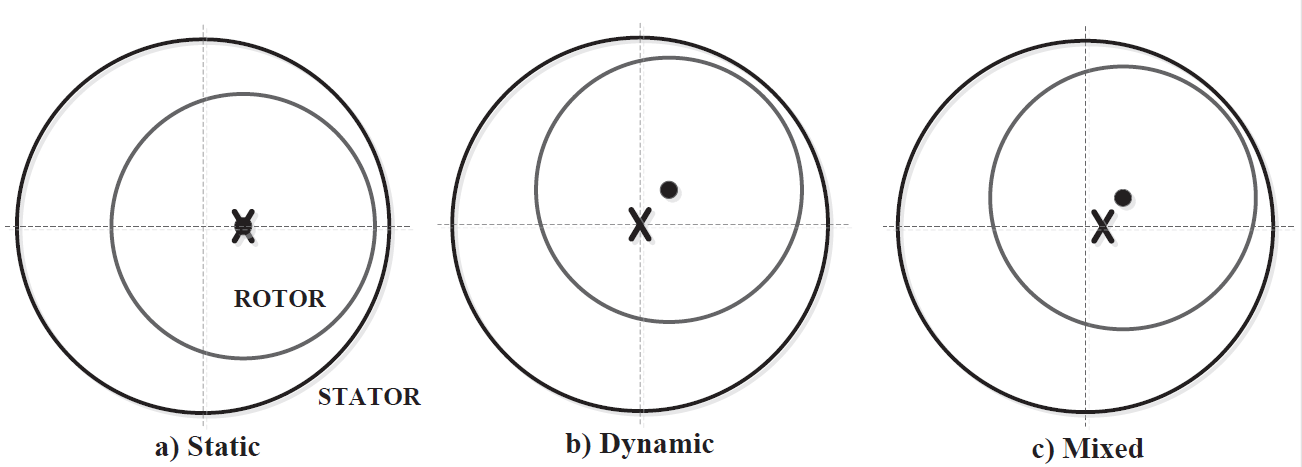 ROTOR
STATOR
a) Static
b) Dynamic
c) Mixed